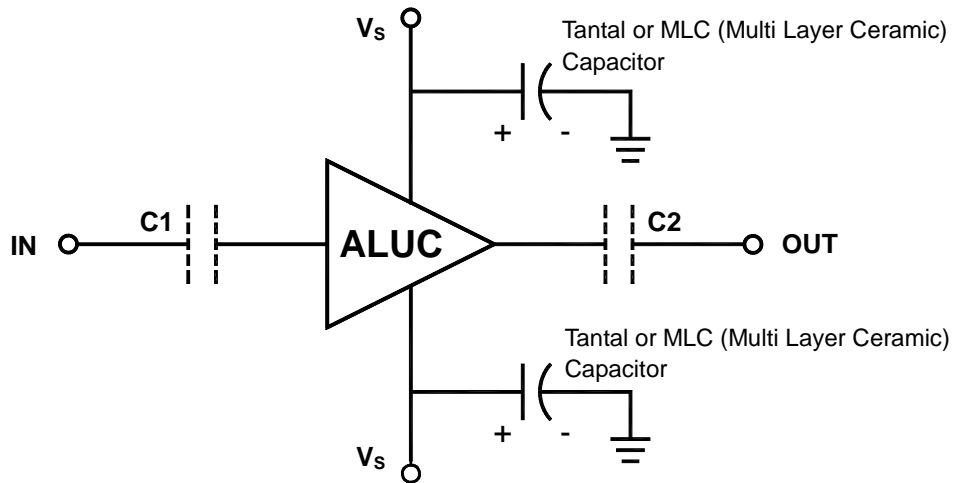 Vs
Tantal or MLC (Multi Layer Ceramic)
Capacitor
+ -
IN
C1
ALUC
C2
OUT
Tantal or MLC (Multi Layer Ceramic)
Capacitor
+ -
Vs